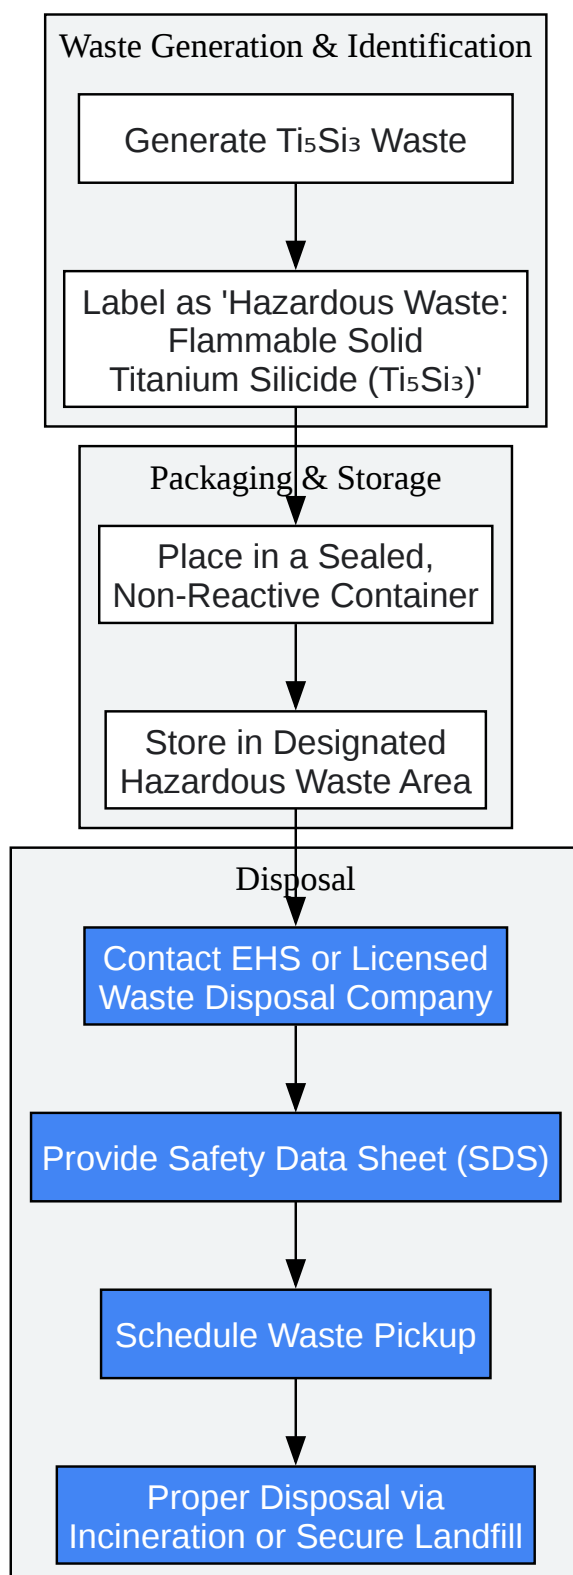 Waste Generation & Identification
Generate Ti₅Si₃ Waste
Label as 'Hazardous Waste:
Flammable Solid
Titanium Silicide (Ti₅Si₃)'
Packaging & Storage
Place in a Sealed,
Non-Reactive Container
Store in Designated
Hazardous Waste Area
Disposal
Contact EHS or Licensed
Waste Disposal Company
Provide Safety Data Sheet (SDS)
Schedule Waste Pickup
Proper Disposal via
Incineration or Secure Landfill